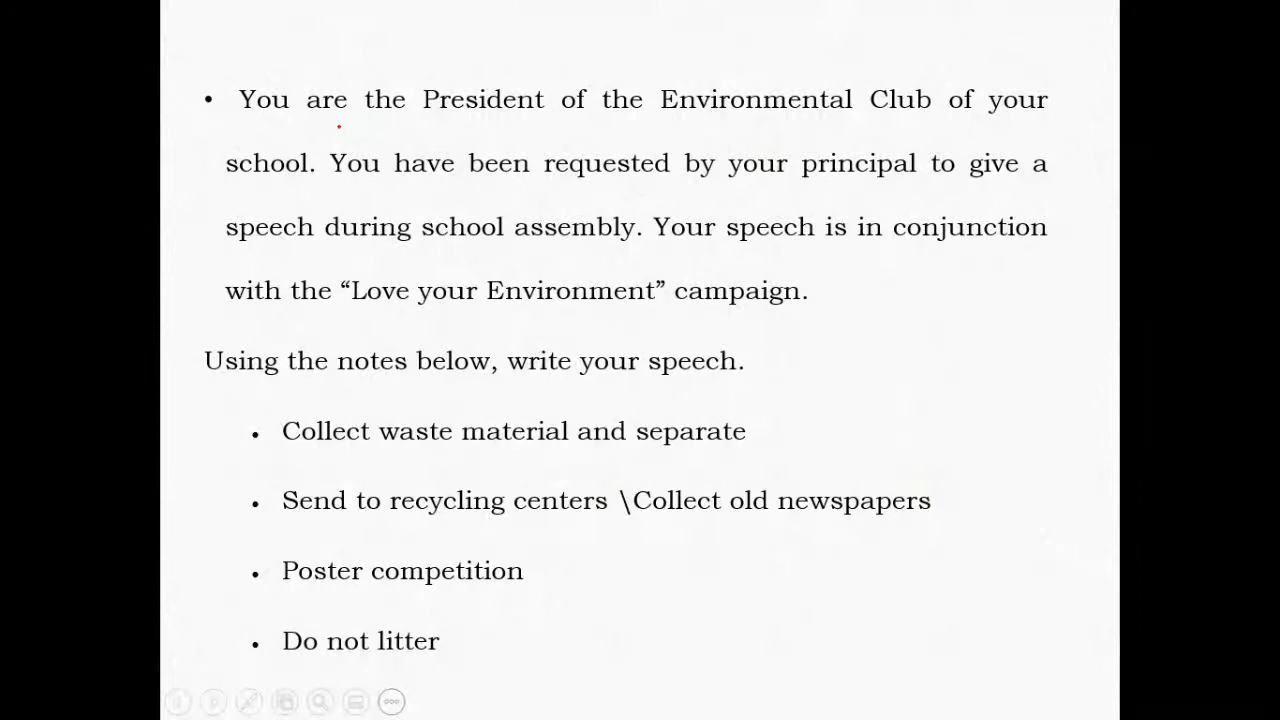 • You are the President of the Environmental Club of your
school. You have been requested by your principal to give a
speech during school assembly. Your speech is in conjunction
with the “Love your Environment” campaign.
Using the notes below, write your speech.
• Collect waste material and separate
• Send to recycling centers \Collect old newspapers
• Poster competition
• Do not litter